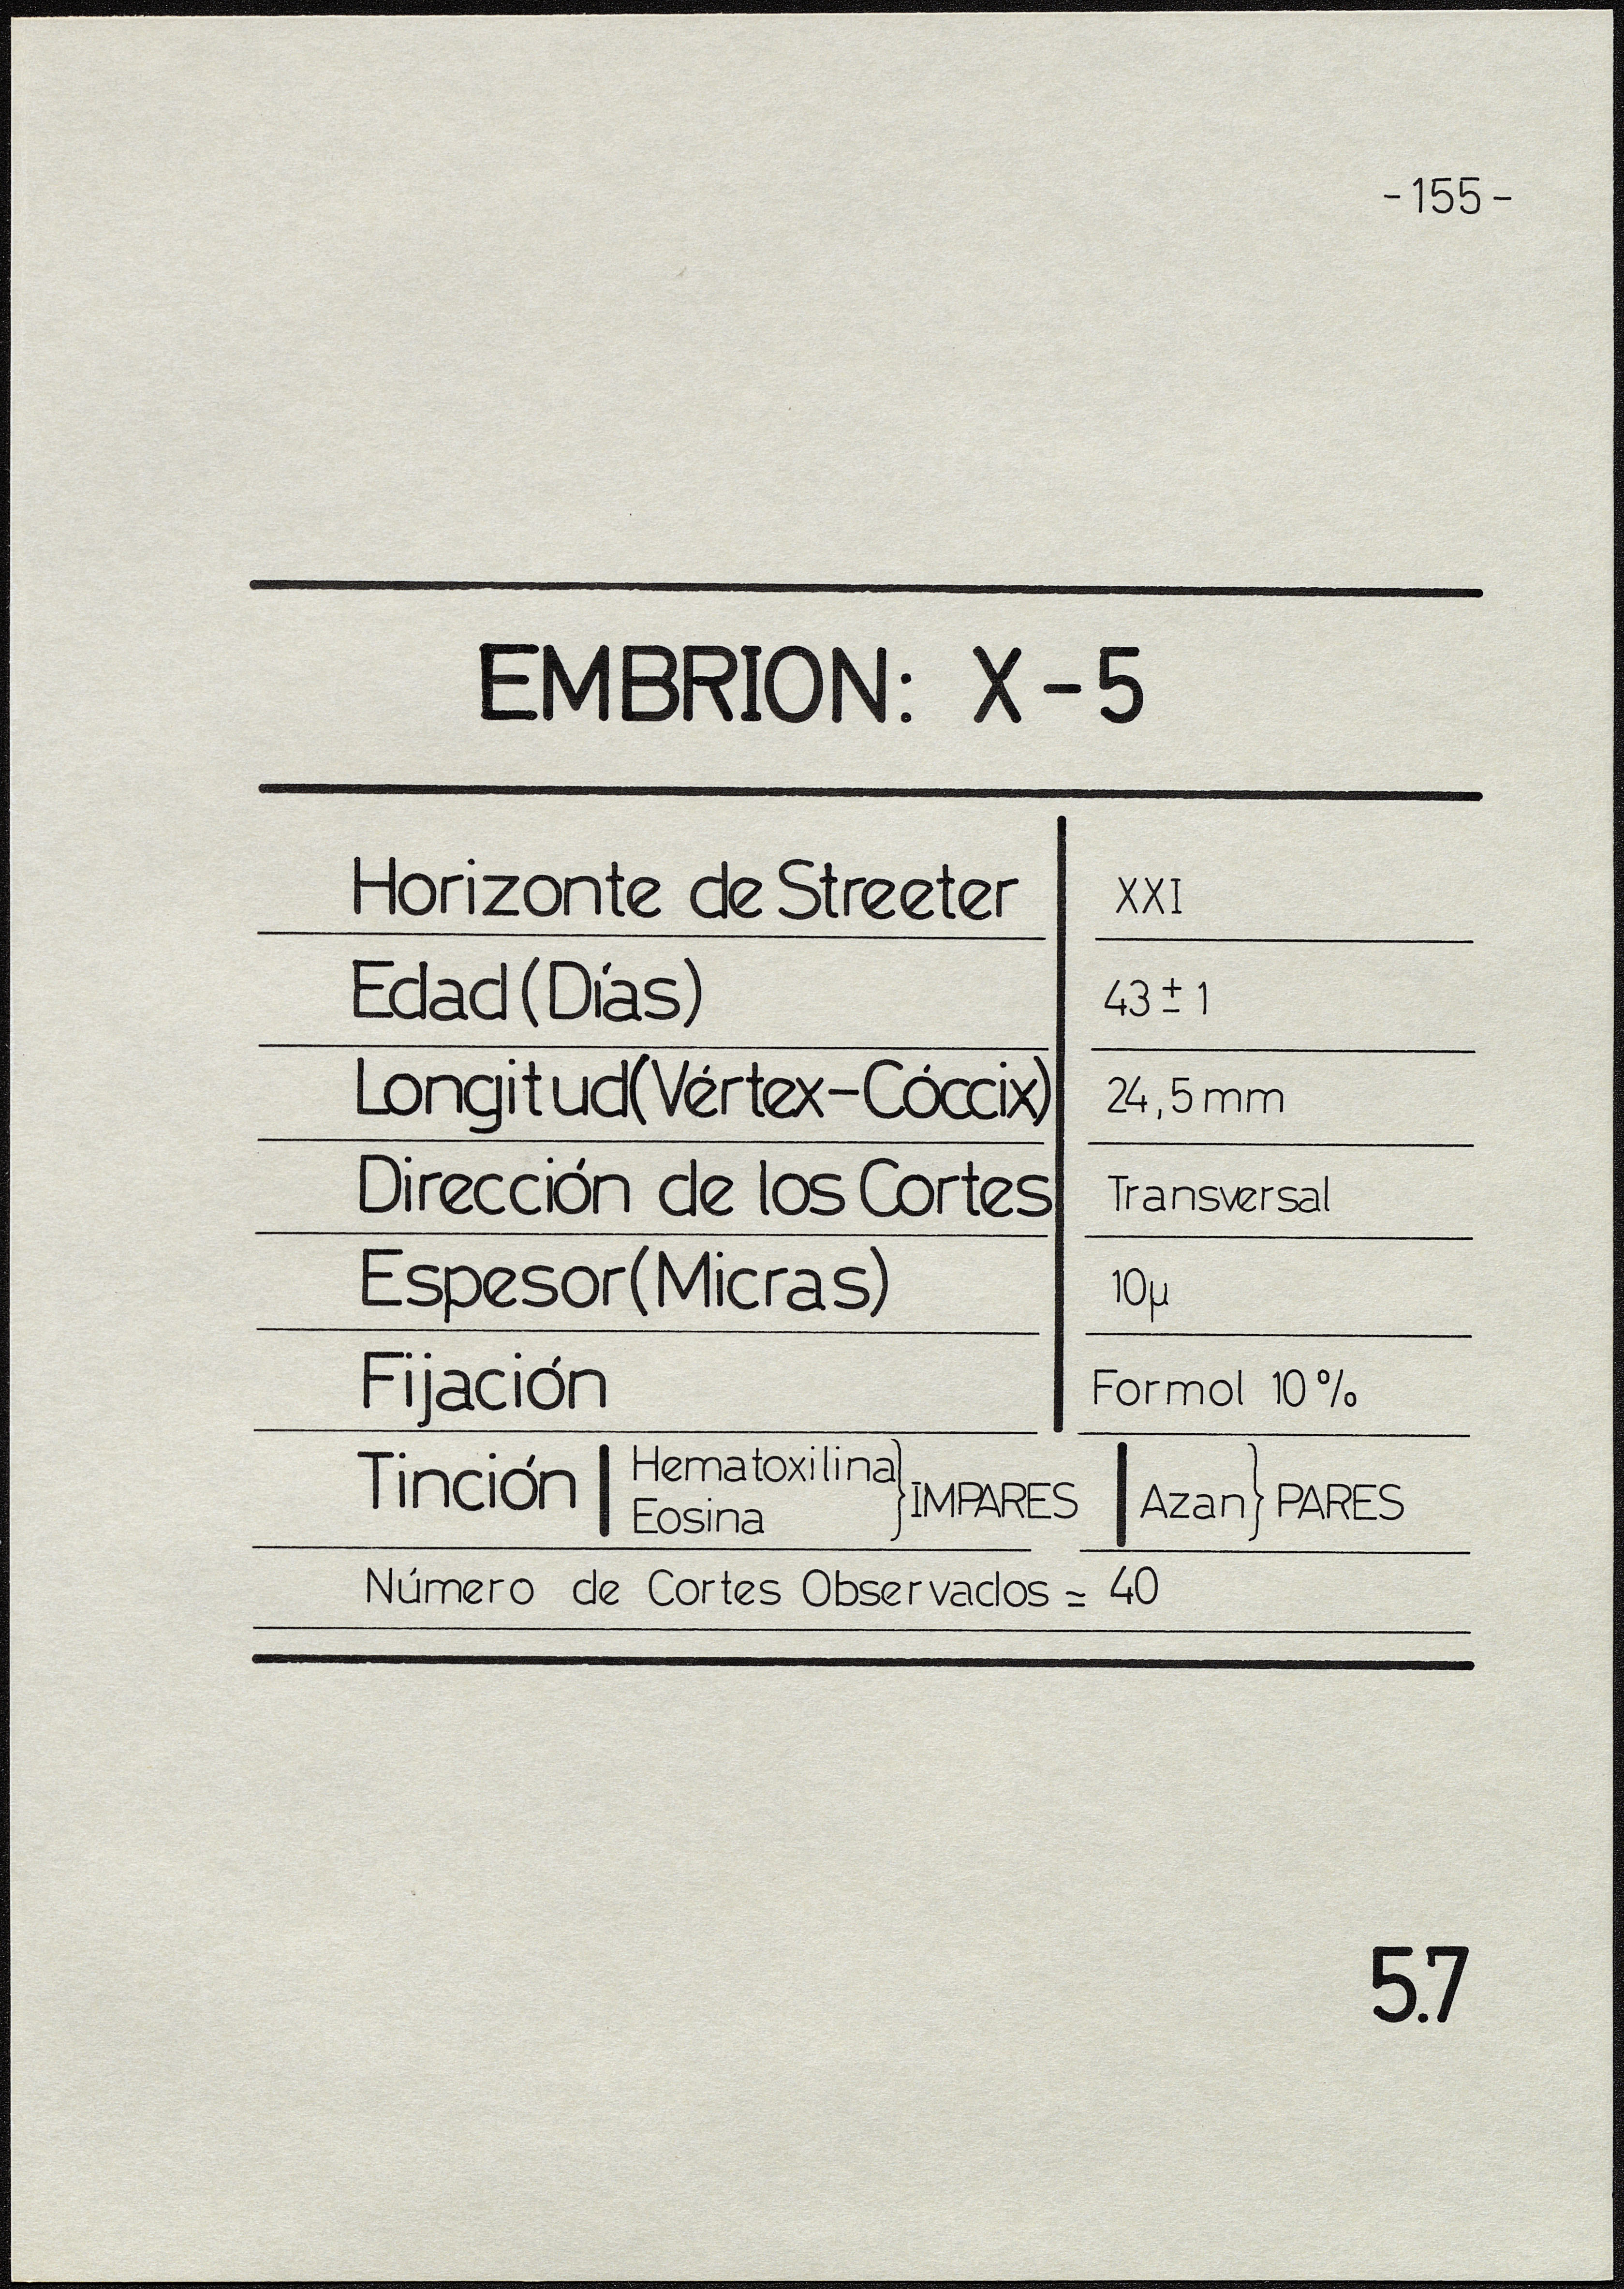 -155-
EMBRION: X-5
Horizonte de Streeter XXI
Edad (Días) 43 ± 1
Longitud (Vértex-Cóccix) 24,5 mm
Dirección de los Cortes Transversal
Espesor (Micras) 10µ
Fijación Formol 10%
Tinción | Hematoxilina Eosina } IMPARES | Azan } PARES
Número de Cortes Observados ≃ 40
5.7